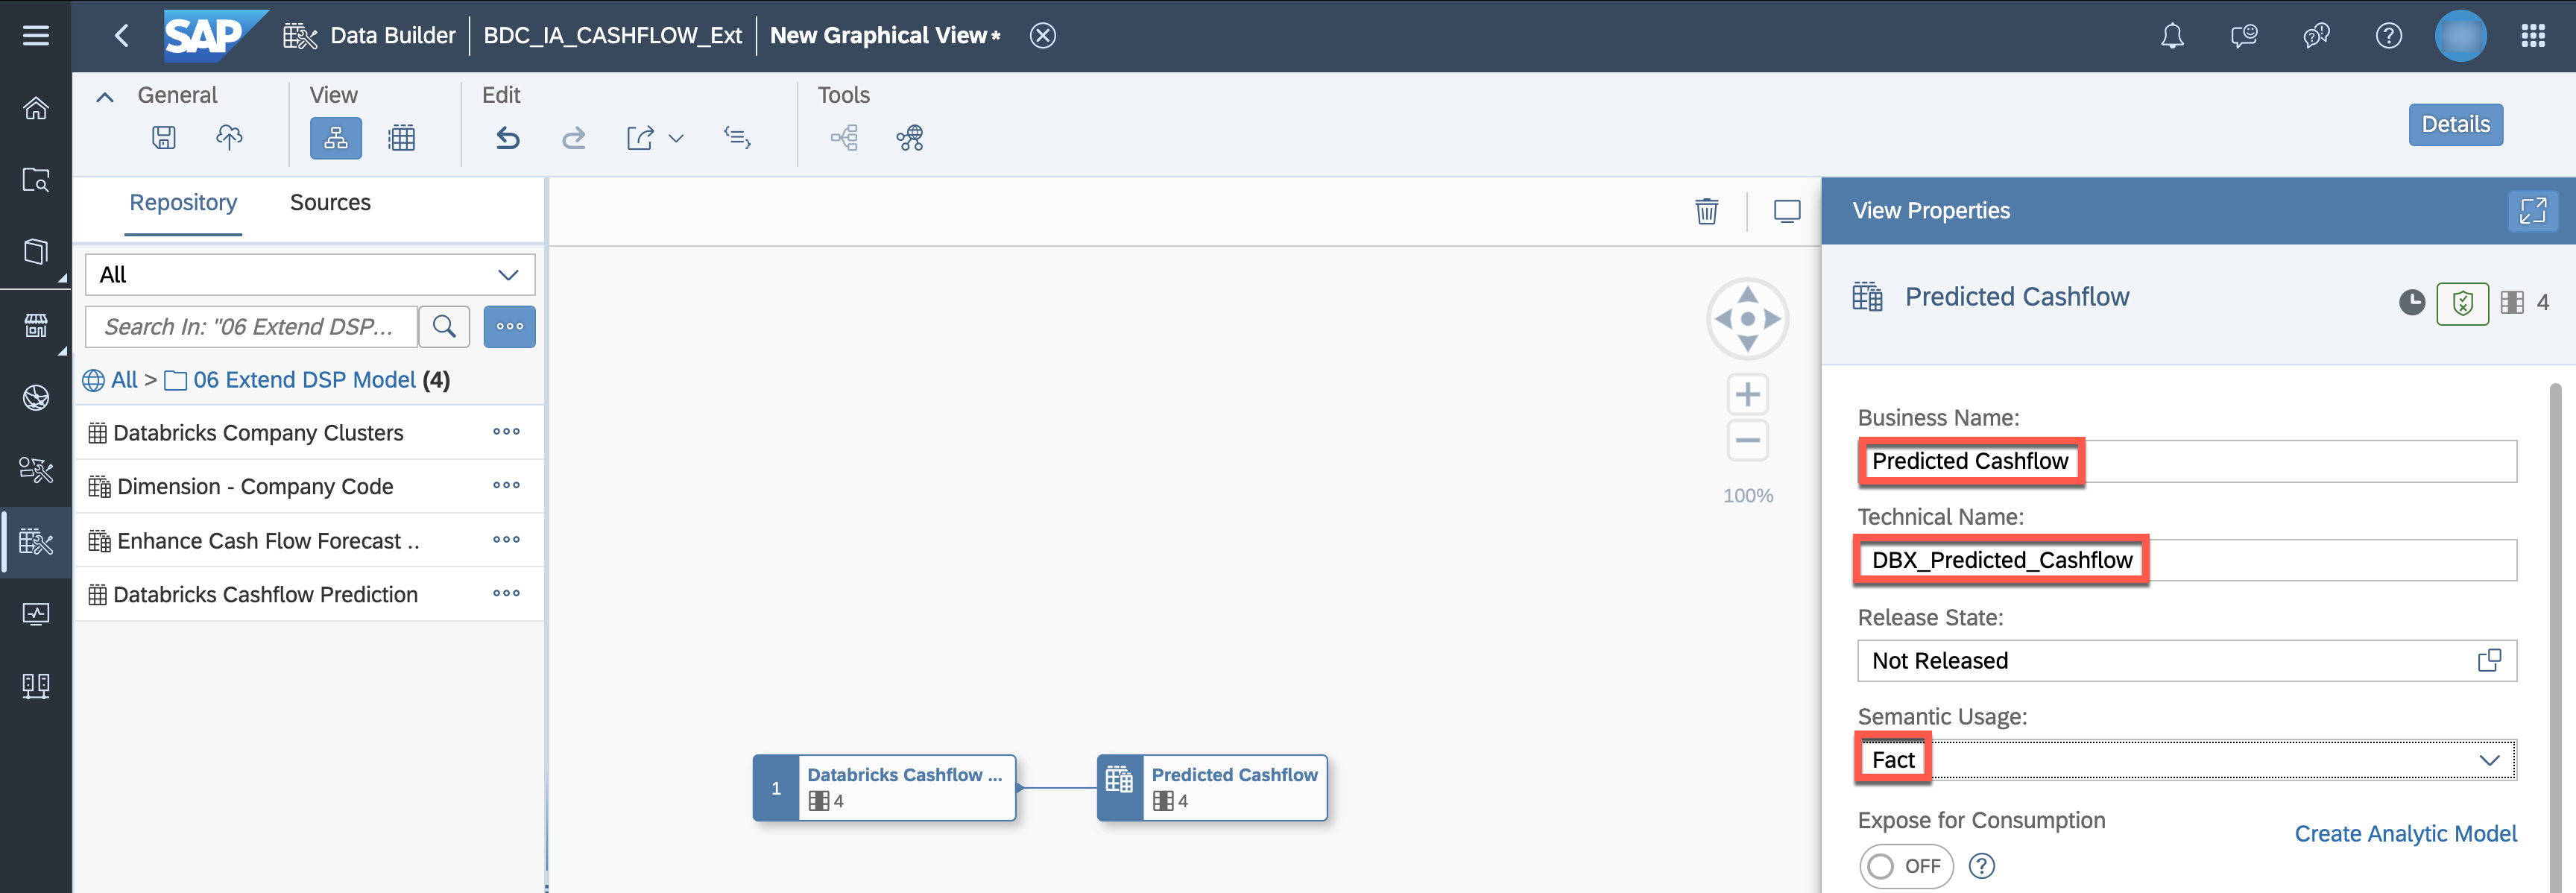 SAP Data Builder BDC_IA_CASHFLOW_Ext New Graphical View*
General View Edit Tools
Details
Repository Sources
All
Search In: "06 Extend DSP...
All > 06 Extend DSP Model (4)
Databricks Company Clusters
Dimension - Company Code
Enhance Cash Flow Forecast ..
Databricks Cashflow Prediction
100%
1 Databricks Cashflow ...
4
Predicted Cashflow
4
View Properties
Predicted Cashflow 4
Business Name:
Predicted Cashflow
Technical Name:
DBX_Predicted_Cashflow
Release State:
Not Released
Semantic Usage:
Fact
Expose for Consumption
Create Analytic Model
OFF